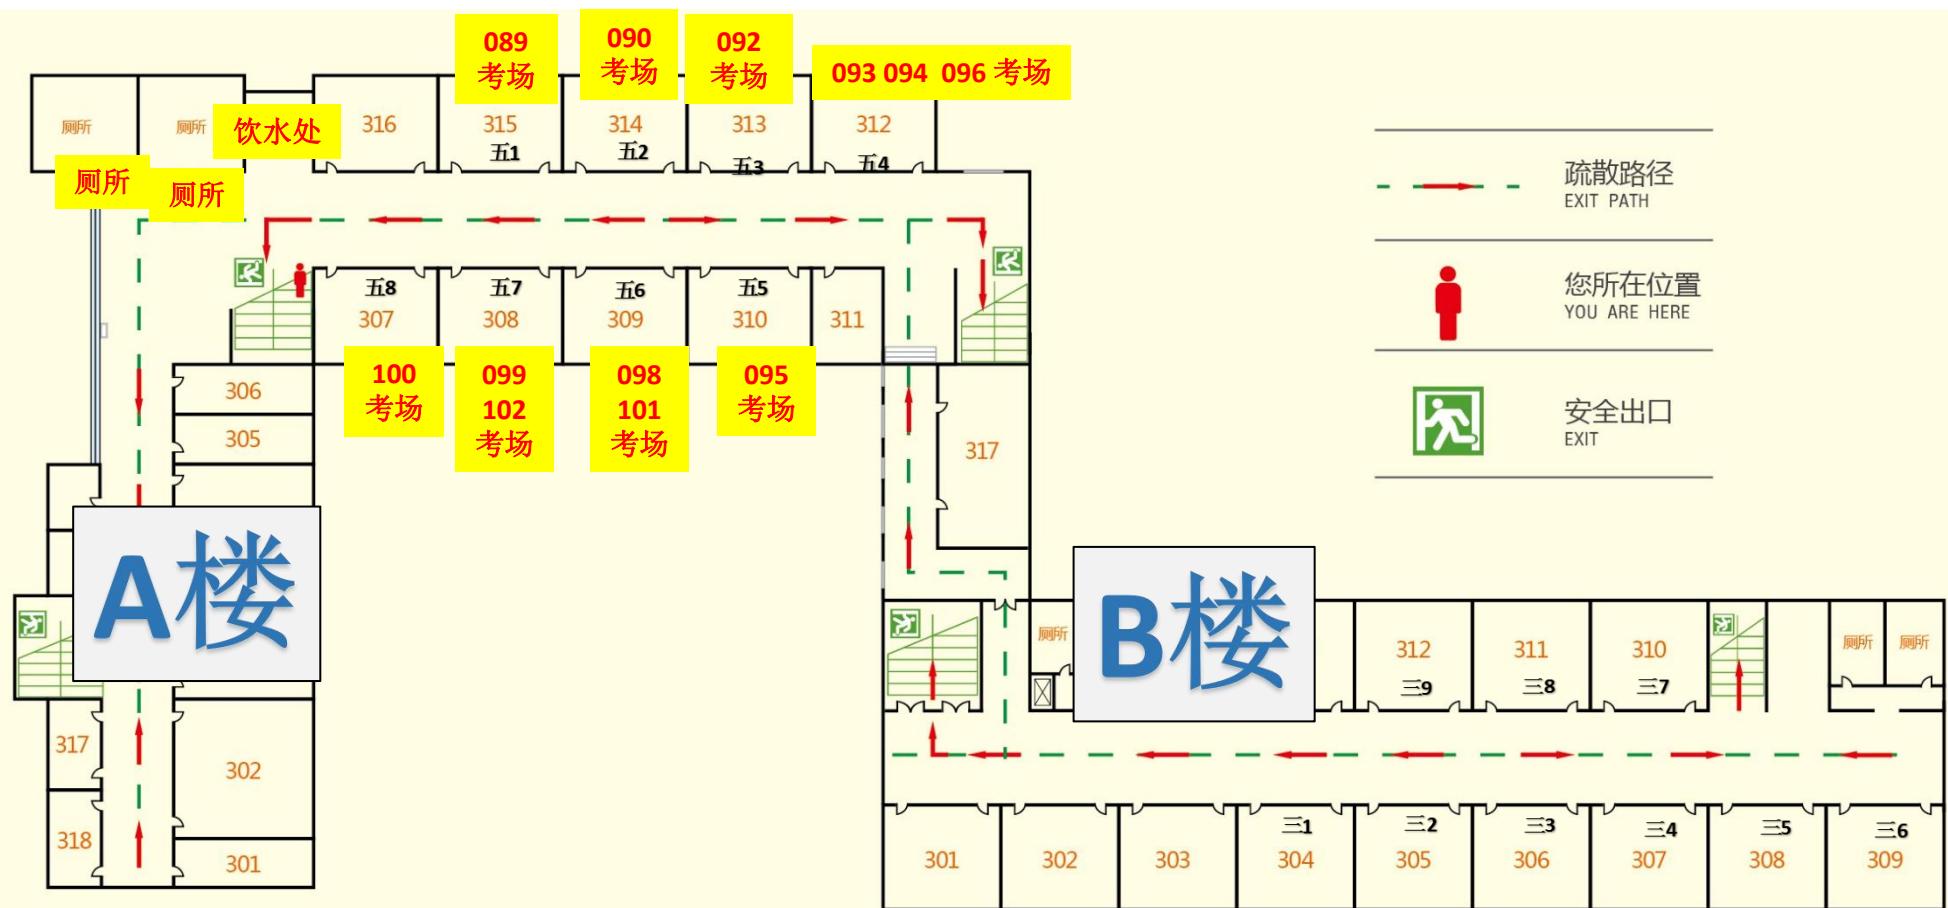 089
考场
090
考场
092
考场
093 094 096 考场
厕所
厕所
饮水处
316
315
五1
314
五2
313
五3
312
五4
厕所
厕所
疏散路径
EXIT PATH
您所在位置
YOU ARE HERE
安全出口
EXIT
五8
307
五7
308
五6
309
五5
310
311
100
考场
099
102
考场
098
101
考场
095
考场
306
305
317
A楼
B楼
厕所
312
三9
311
三8
310
三7
厕所
厕所
317
302
318
301
301
302
303
三1
304
三2
305
三3
306
三4
307
三5
308
三6
309